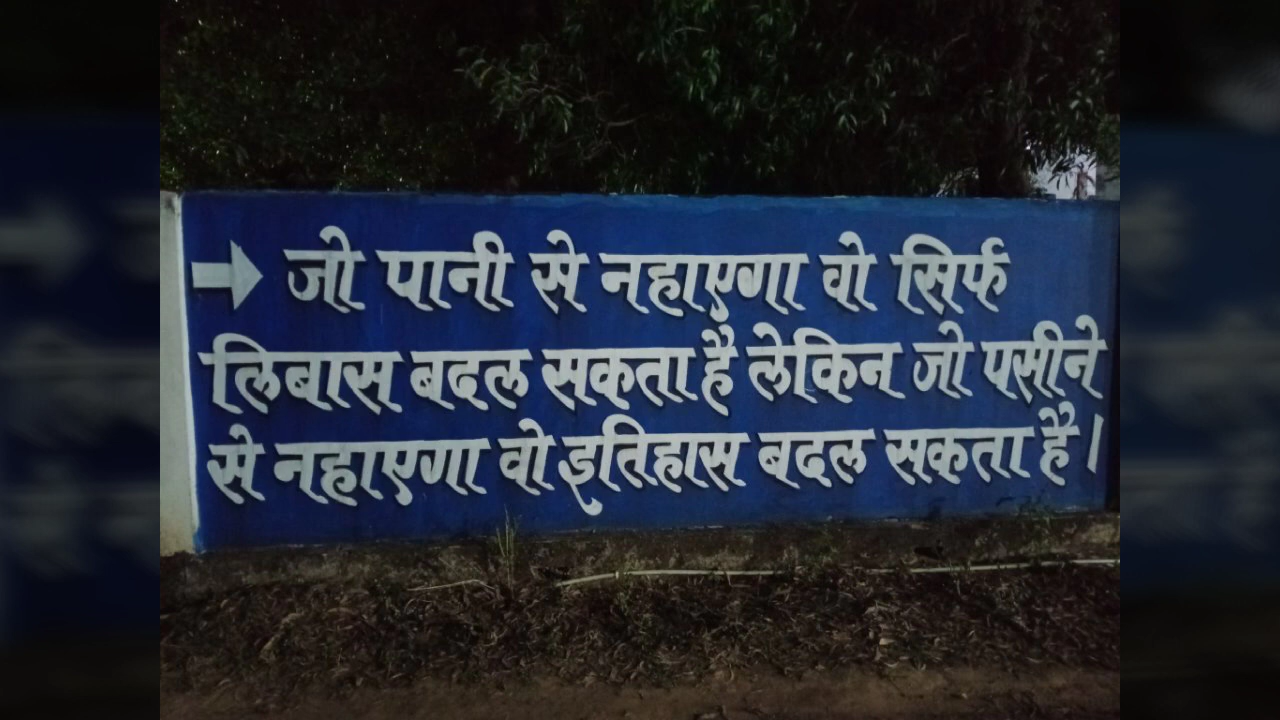 → जो पानी से नहाएगा वो सिर्फ
लिबास बदल सकता है लेकिन जो पसीने
से नहाएगा वो इतिहास बदल सकता है।